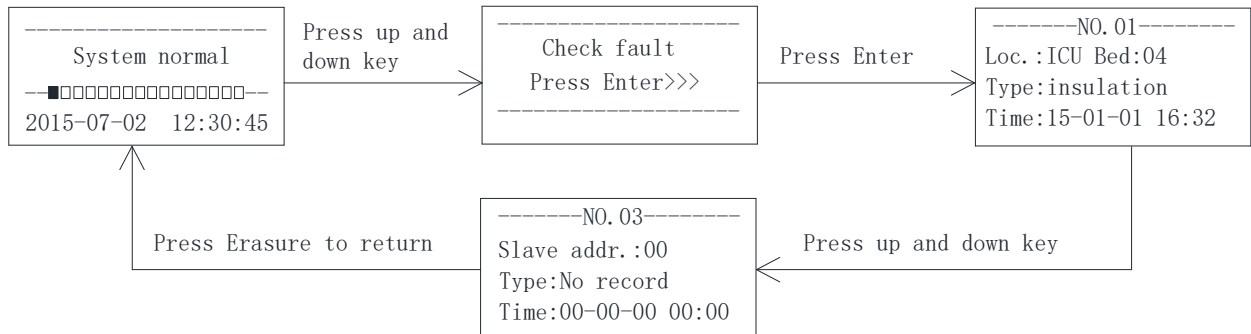 System normal
2015-07-02 12:30:45
Press up and
down key
Check fault
Press Enter>>>
Press Enter
-------NO.01--------
Loc.:ICU Bed:04
Type:insulation
Time:15-01-01 16:32
Press up and down key
-------NO.03--------
Slave addr.:00
Type:No record
Time:00-00-00 00:00
Press Erasure to return